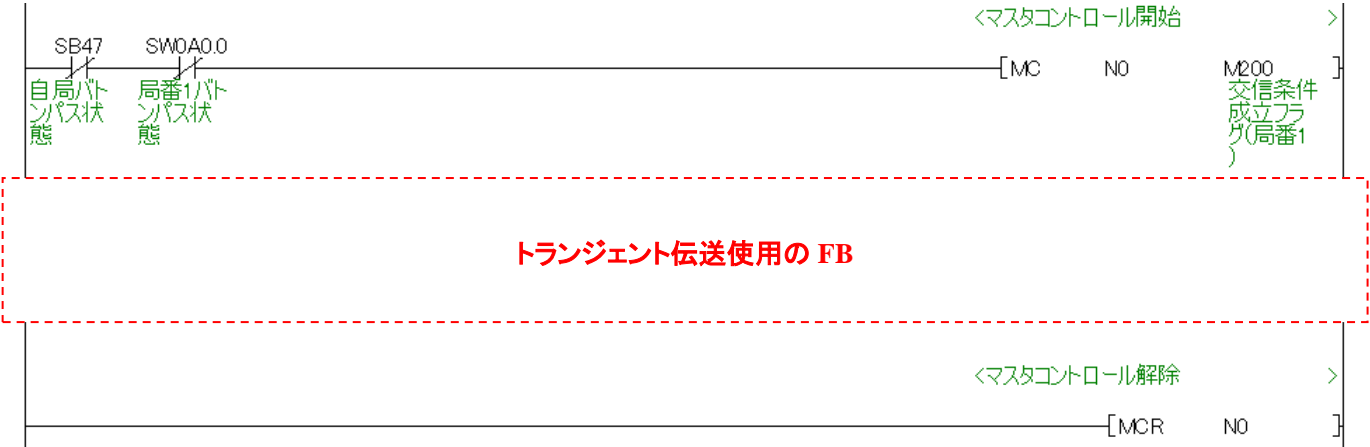 <マスタコントロール開始 >
SB47 SW0A0.0
MC N0 M200
自局バト
ンパス状
態
局番1バト
ンパス状
態
交信条件
成立フラ
グ(局番1
)
トランジェント伝送使用の FB
<マスタコントロール解除 >
MCR N0